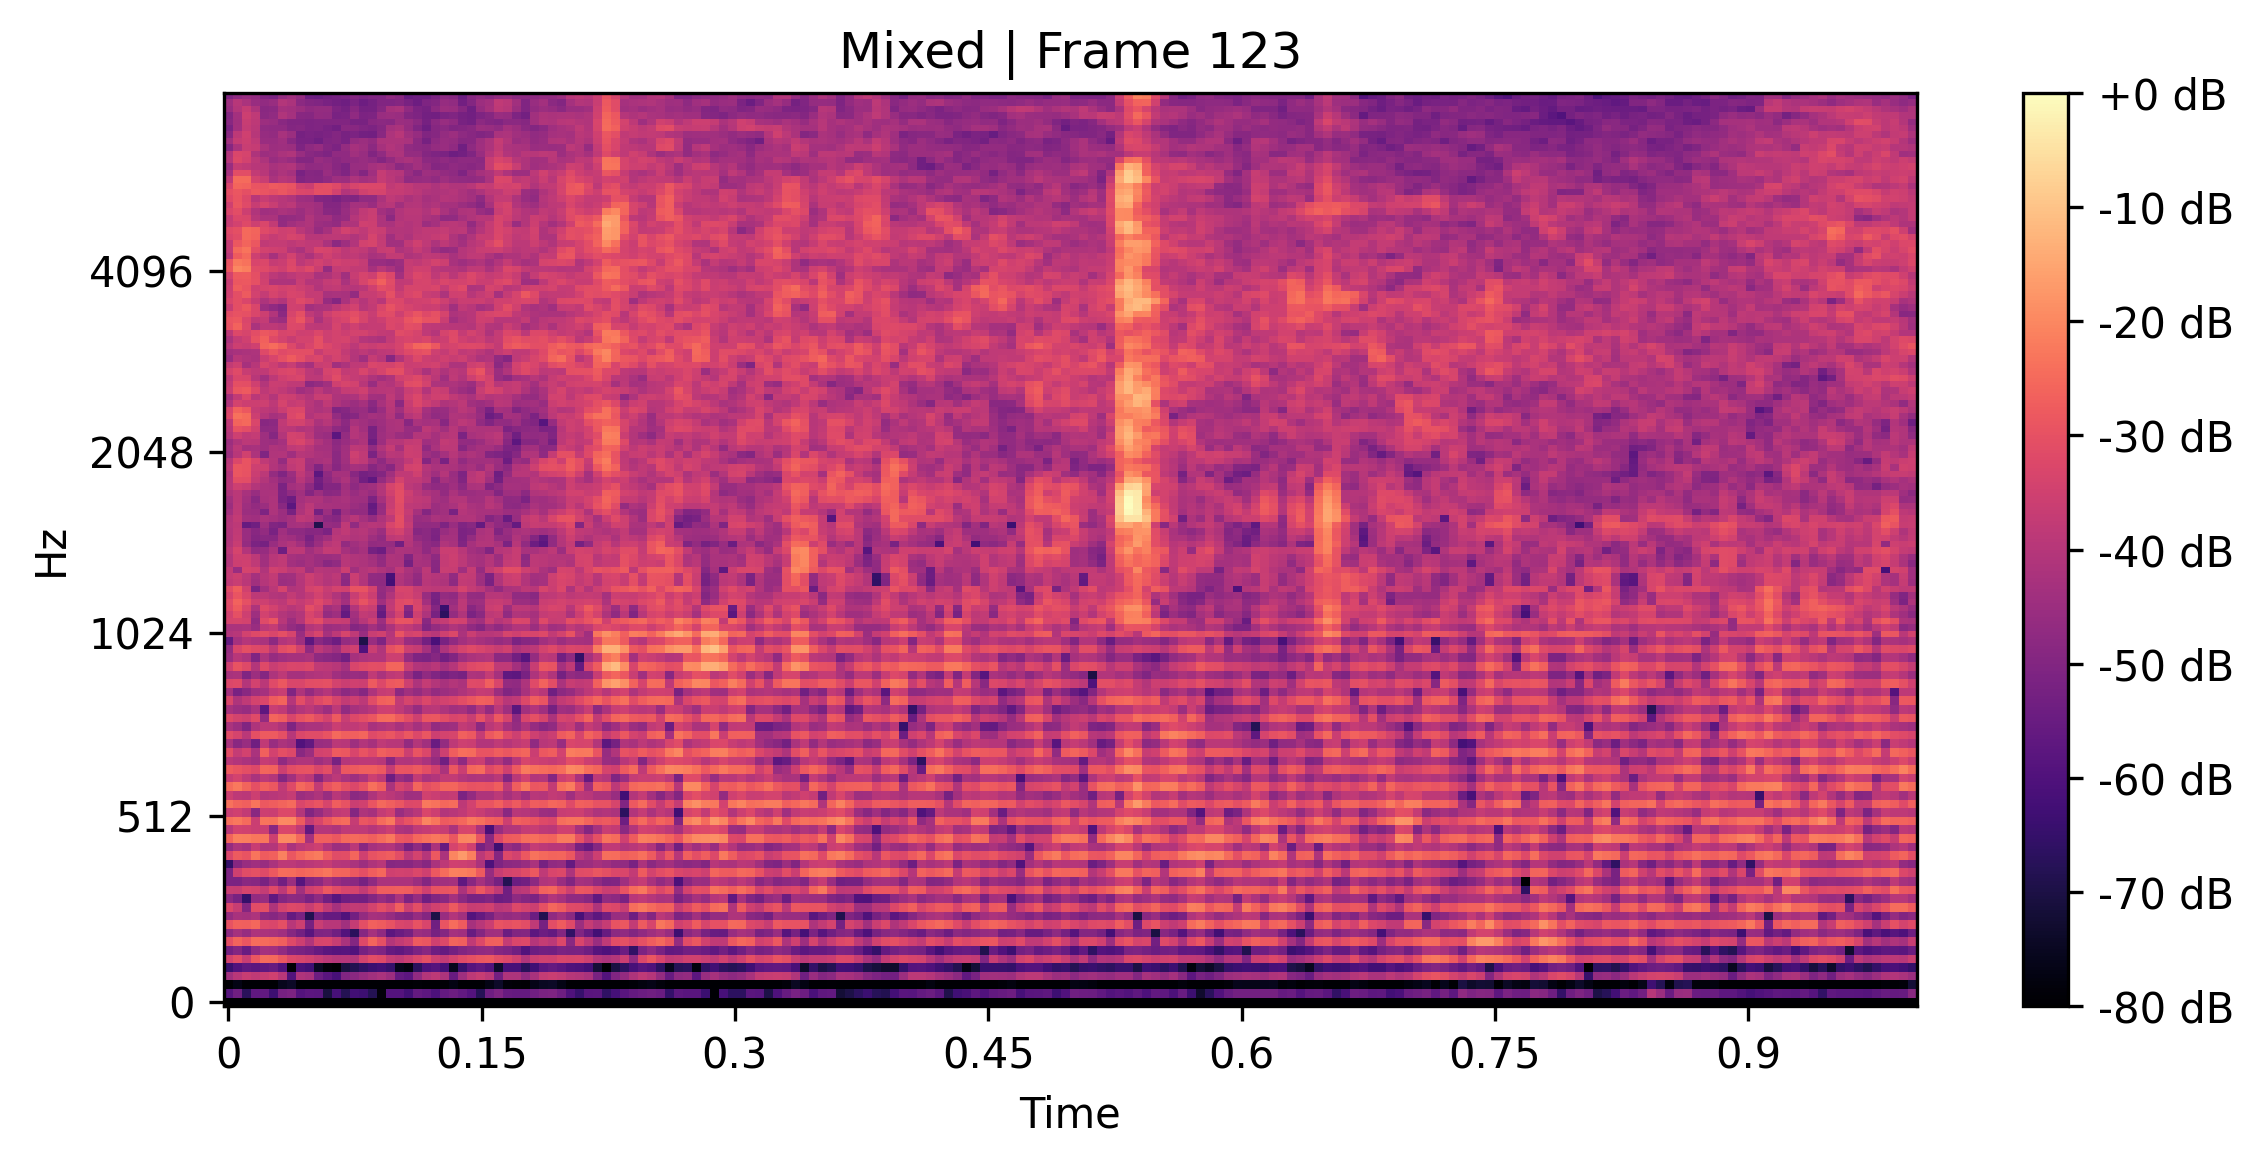 Mixed | Frame 123
+0 dB
-10 dB
-20 dB
-30 dB
-40 dB
-50 dB
-60 dB
-70 dB
-80 dB
Hz
4096
2048
1024
512
0
0 0.15 0.3 0.45 0.6 0.75 0.9
Time